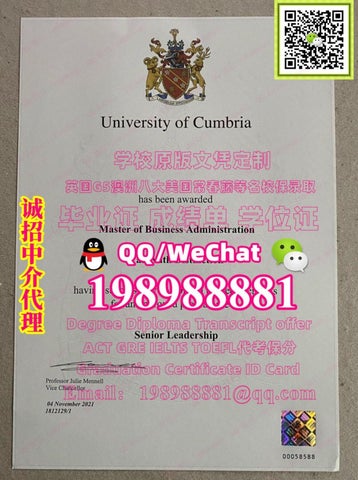 University of Cumbria
学校原版文凭定制
has been awarded
英国G5澳洲八大美国常春藤等名校保录取
毕业证 成绩单 学位证
Master of Business Administration
QQ/WeChat
198988881
诚招中介代理
Degree Diploma Transcript offer
Senior Leadership
ACT GRE IELTS TOEFL代考保分
Graduation Certificate ID Card
Professor Julie Mennell
Vice Chancellor
Email: 198988881@qq.com
04 November 2021
1812129/1
00058588